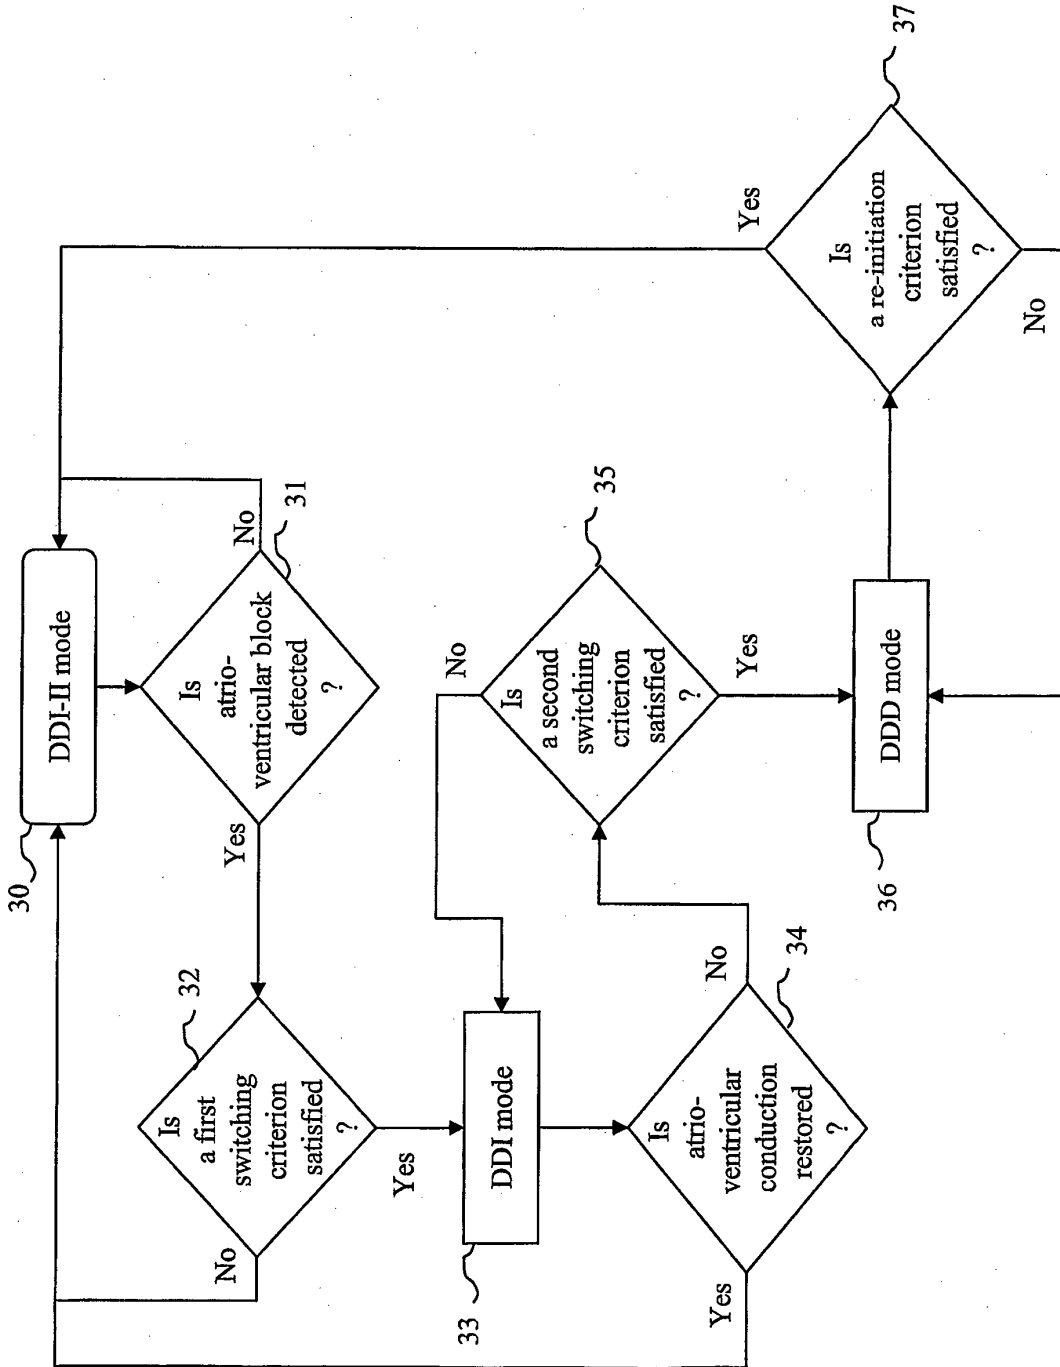 30
DDI-II mode
Is
atrio-
ventricular block
detected
?
31
No
Yes
32
Is
a first
switching
criterion
satisfied
?
No
Yes
33
DDI mode
Is
atrio-
ventricular
conduction
restored
?
34
Yes
No
35
Is
a second
switching
criterion
satisfied
?
No
Yes
36
DDD mode
37
Is
a re-initiation
criterion
satisfied
?
Yes
No